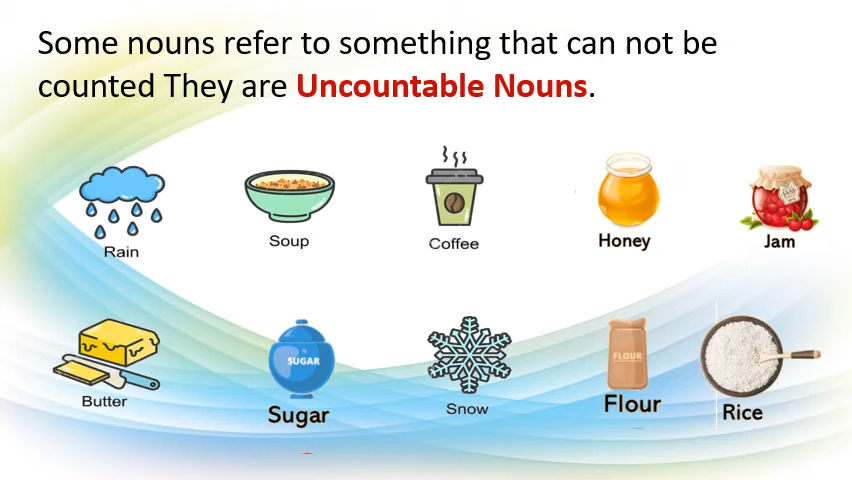 Some nouns refer to something that can not be
counted They are Uncountable Nouns.
Rain
Soup
Coffee
Honey
JAM
Jam
SUGAR
FLOUR
Butter
Sugar
Snow
Flour
Rice